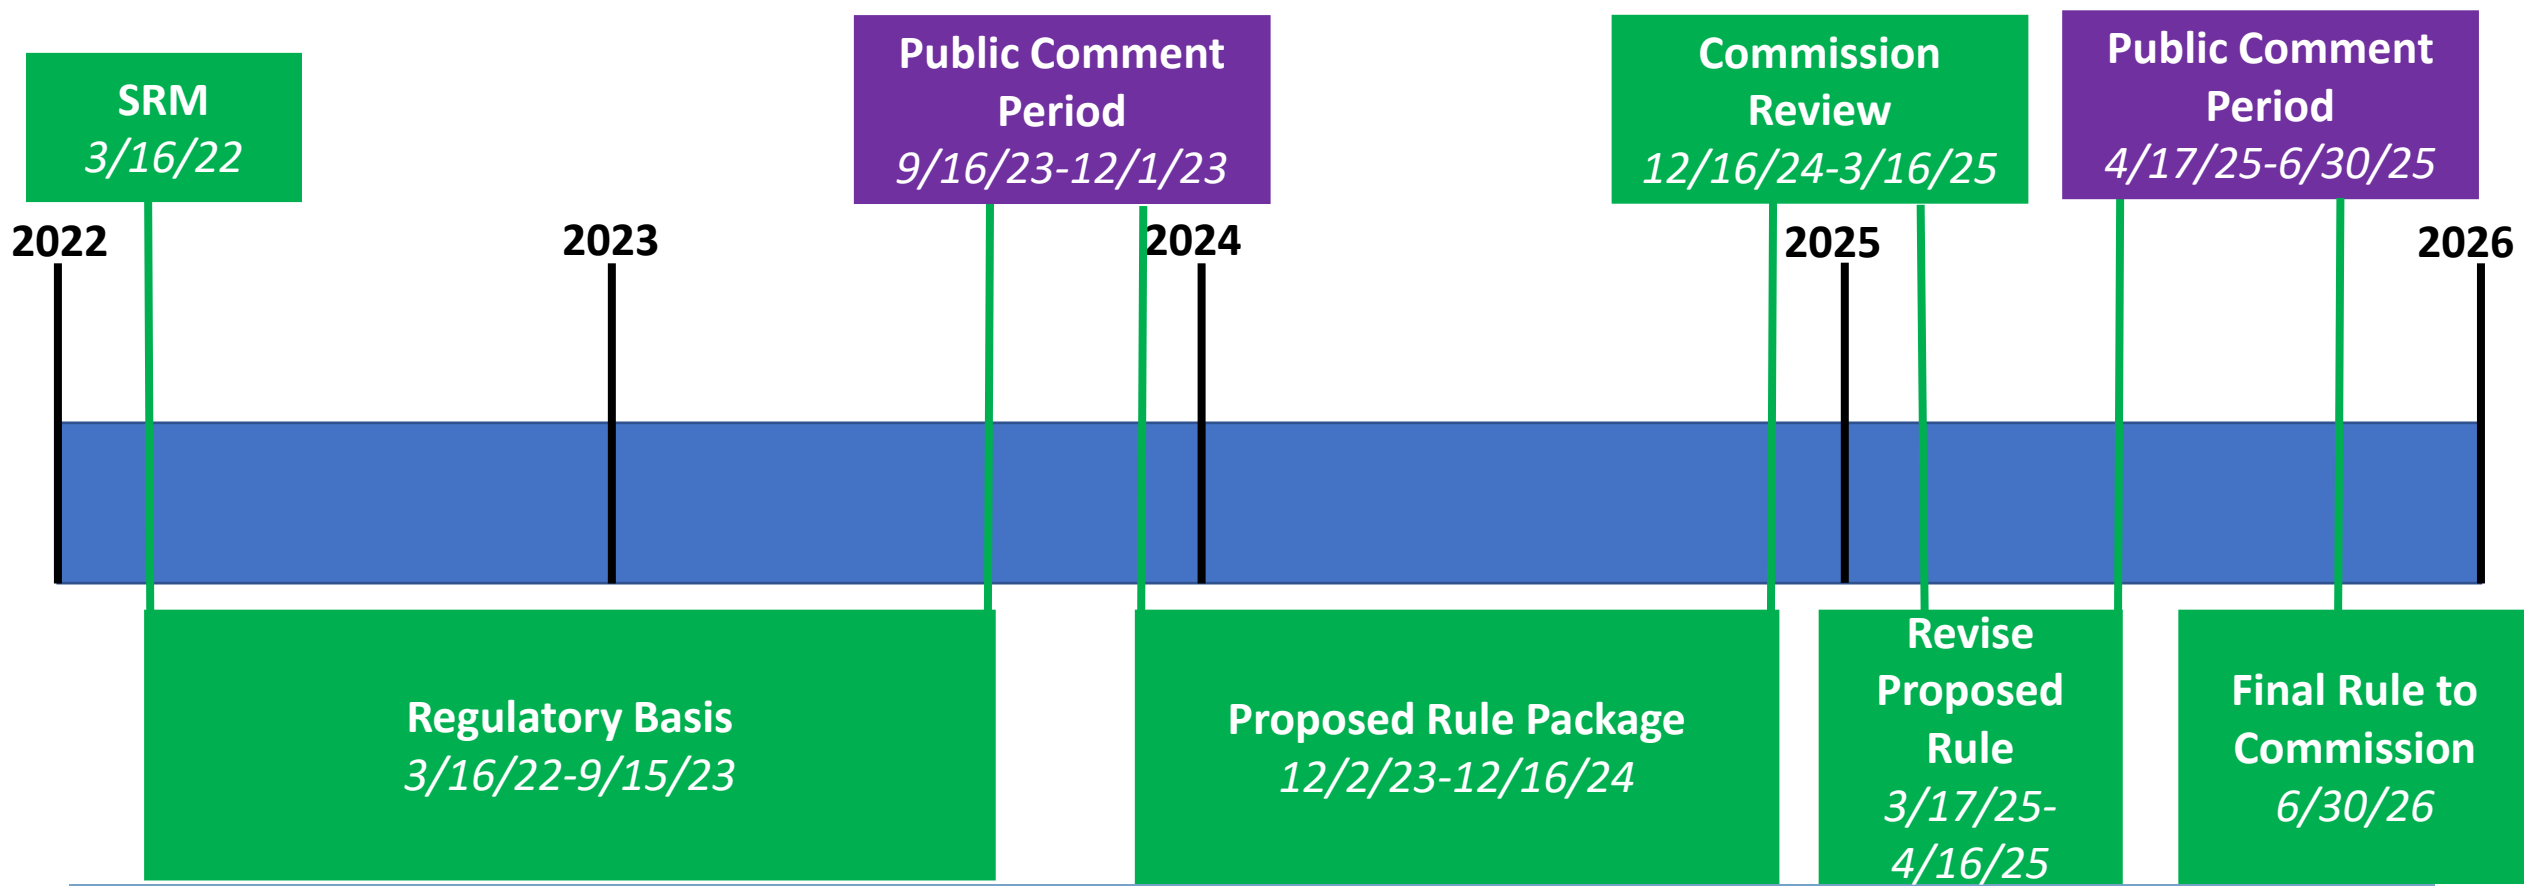 SRM
3/16/22
Public Comment
Period
9/16/23-12/1/23
Commission
Review
12/16/24-3/16/25
Public Comment
Period
4/17/25-6/30/25
2022
2023
2024
2025
2026
Regulatory Basis
3/16/22-9/15/23
Proposed Rule Package
12/2/23-12/16/24
Revise
Proposed
Rule
3/17/25-
4/16/25
Final Rule to
Commission
6/30/26